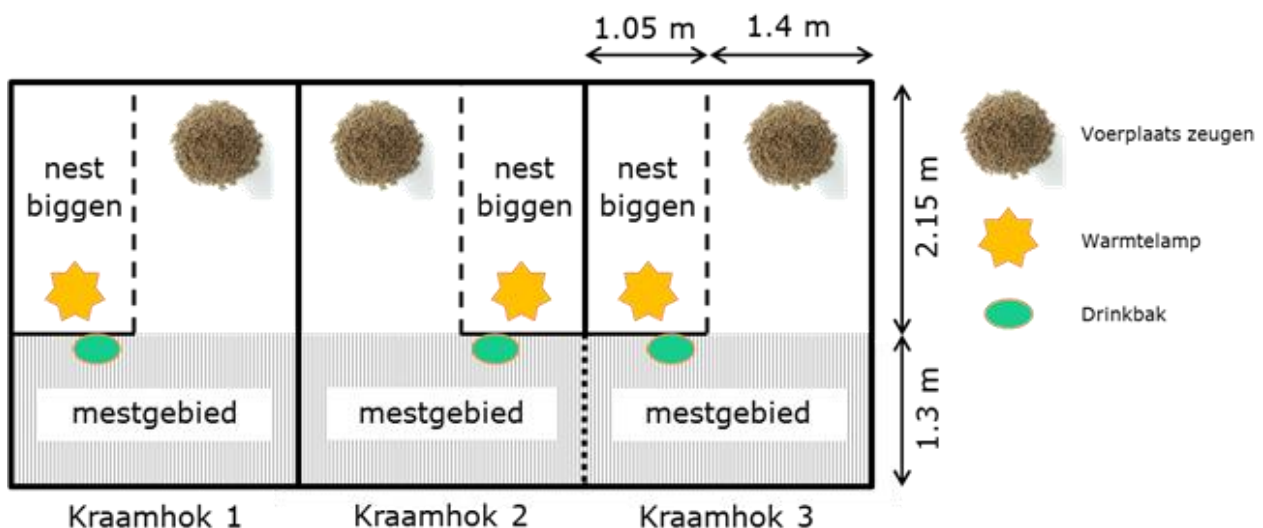 1.05 m
1.4 m
nest
biggen
nest
biggen
nest
biggen
2.15 m
1.3 m
mestgebied
mestgebied
mestgebied
Kraamhok 1
Kraamhok 2
Kraamhok 3
Voerplaats zeugen
Warmtelamp
Drinkbak